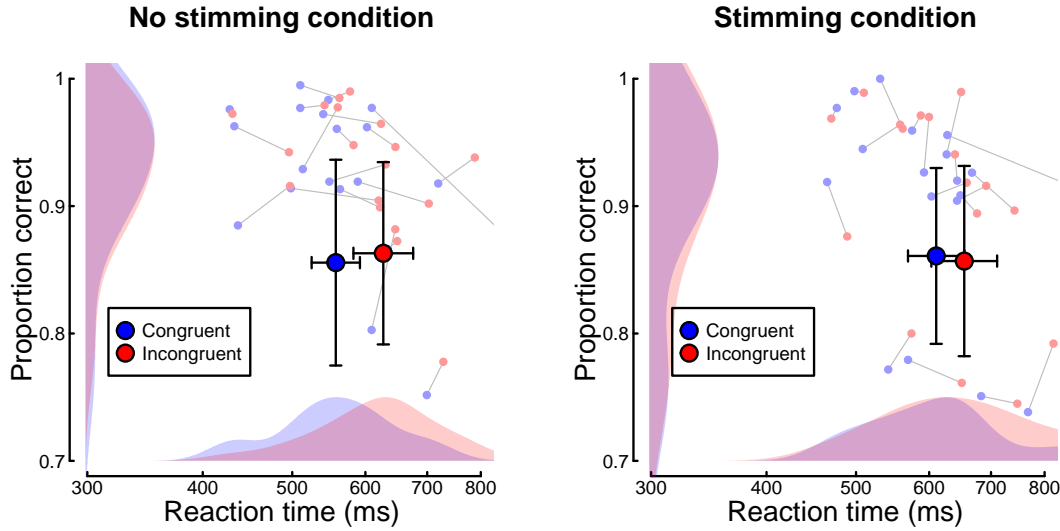 No stimming condition
Stimming condition
Proportion correct
1
0.9
0.8
0.7
Congruent
Incongruent
300 400 500 600 700 800
Reaction time (ms)
Proportion correct
1
0.9
0.8
0.7
Congruent
Incongruent
300 400 500 600 700 800
Reaction time (ms)